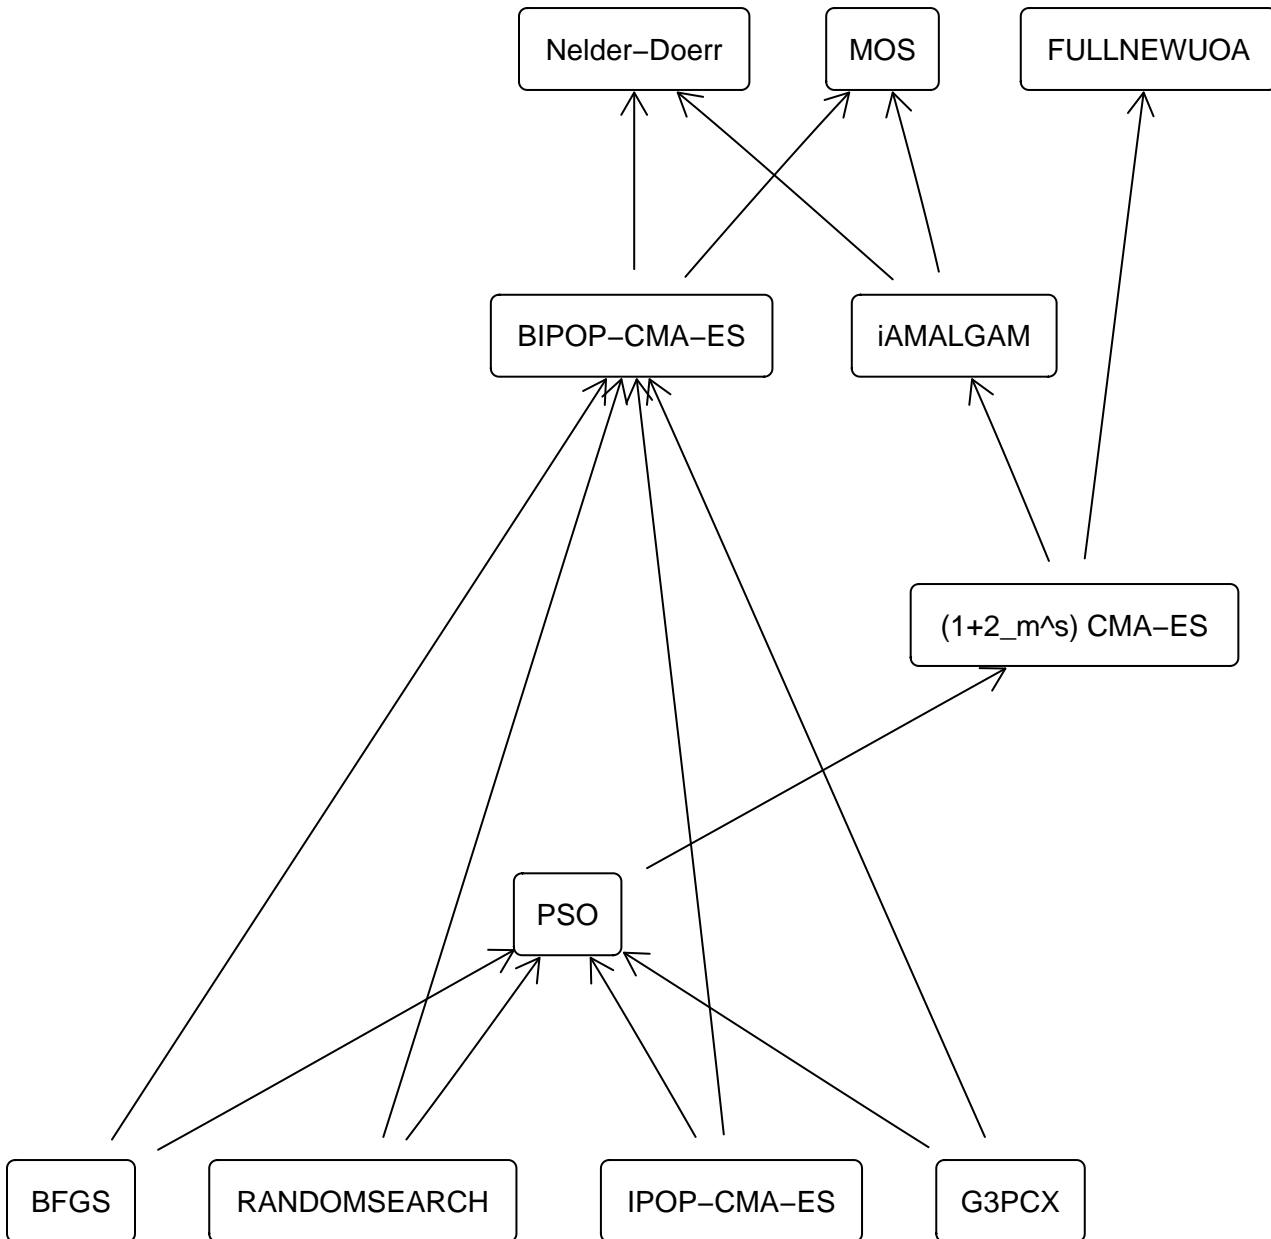 Nelder−Doerr
MOS
FULLNEWUOA
BIPOP−CMA−ES
iAMALGAM
(1+2_m^s) CMA−ES
PSO
BFGS
RANDOMSEARCH
IPOP−CMA−ES
G3PCX